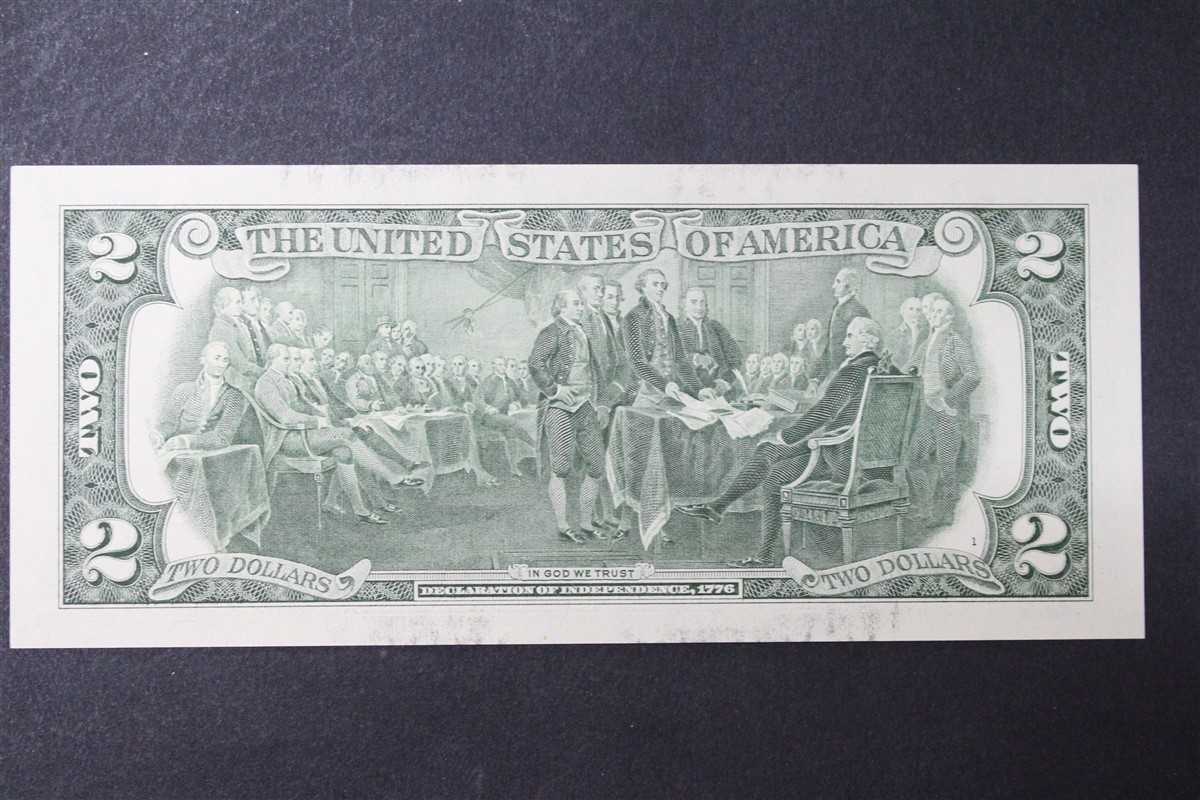 THE UNITED STATES OF AMERICA
2
2
TWO
TWO
2
2
1
TWO DOLLARS
IN GOD WE TRUST
TWO DOLLARS
DECLARATION OF INDEPENDENCE, 1776